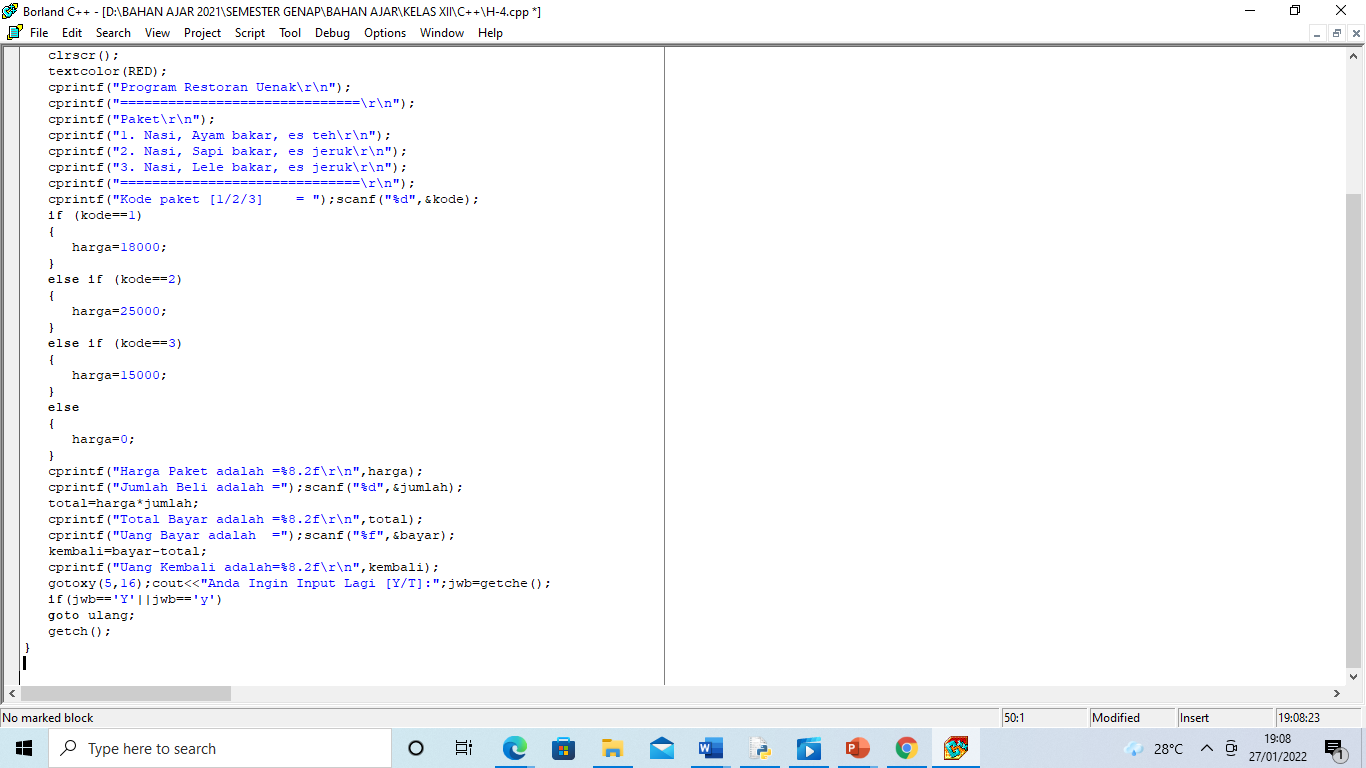 Borland C++ - [D:\BAHAN AJAR 2021\SEMESTER GENAP\BAHAN AJAR\KELAS XII\C++\H-4.cpp *]
File Edit Search View Project Script Tool Debug Options Window Help
clrscr();
textcolor(RED);
cprintf("Program Restoran Uenak\r\n");
cprintf("==============================\r\n");
cprintf("Paket\r\n");
cprintf("1. Nasi, Ayam bakar, es teh\r\n");
cprintf("2. Nasi, Sapi bakar, es jeruk\r\n");
cprintf("3. Nasi, Lele bakar, es jeruk\r\n");
cprintf("==============================\r\n");
cprintf("Kode paket [1/2/3]    = ");scanf("%d",&kode);
if (kode==1)
{
   harga=18000;
}
else if (kode==2)
{
   harga=25000;
}
else if (kode==3)
{
   harga=15000;
}
else
{
   harga=0;
}
cprintf("Harga Paket adalah =%8.2f\r\n",harga);
cprintf("Jumlah Beli adalah =");scanf("%d",&jumlah);
total=harga*jumlah;
cprintf("Total Bayar adalah =%8.2f\r\n",total);
cprintf("Uang Bayar adalah  =");scanf("%f",&bayar);
kembali=bayar-total;
cprintf("Uang Kembali adalah=%8.2f\r\n",kembali);
gotoxy(5,16);cout<<"Anda Ingin Input Lagi [Y/T]:";jwb=getche();
if(jwb=='Y'||jwb=='y')
goto ulang;
getch();
}
No marked block 50:1 Modified Insert 19:08:23
Type here to search 28°C 19:08
27/01/2022 1